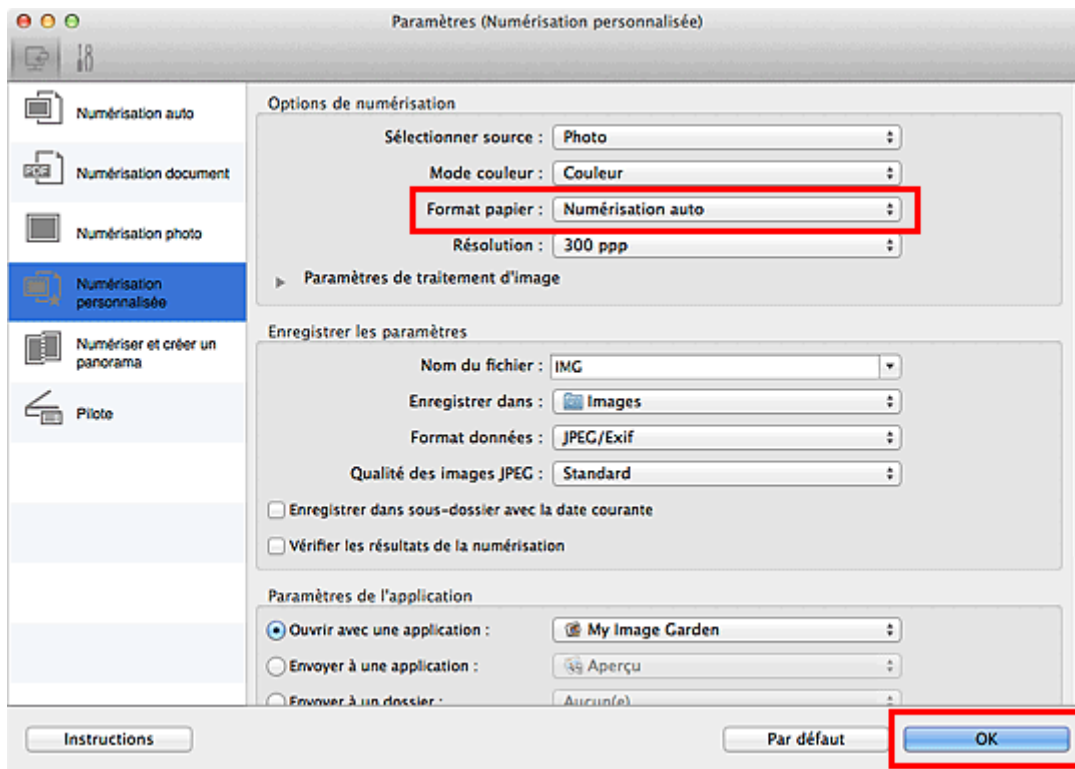 Paramètres (Numérisation personnalisée)
Numérisation auto
Numérisation document
Numérisation photo
Numérisation
personnalisée
Numériser et créer un
panorama
Pilote
Options de numérisation
Sélectionner source : Photo
Mode couleur : Couleur
Format papier : Numérisation auto
Résolution : 300 ppp
Paramètres de traitement d'image
Enregistrer les paramètres
Nom du fichier : IMG
Enregistrer dans : Images
Format données : JPEG/Exif
Qualité des images JPEG : Standard
Enregistrer dans sous-dossier avec la date courante
Vérifier les résultats de la numérisation
Paramètres de l'application
Ouvrir avec une application : My Image Garden
Envoyer à une application : Aperçu
Envoyer à un dossier : Aucun(e)
Instructions
Par défaut
OK